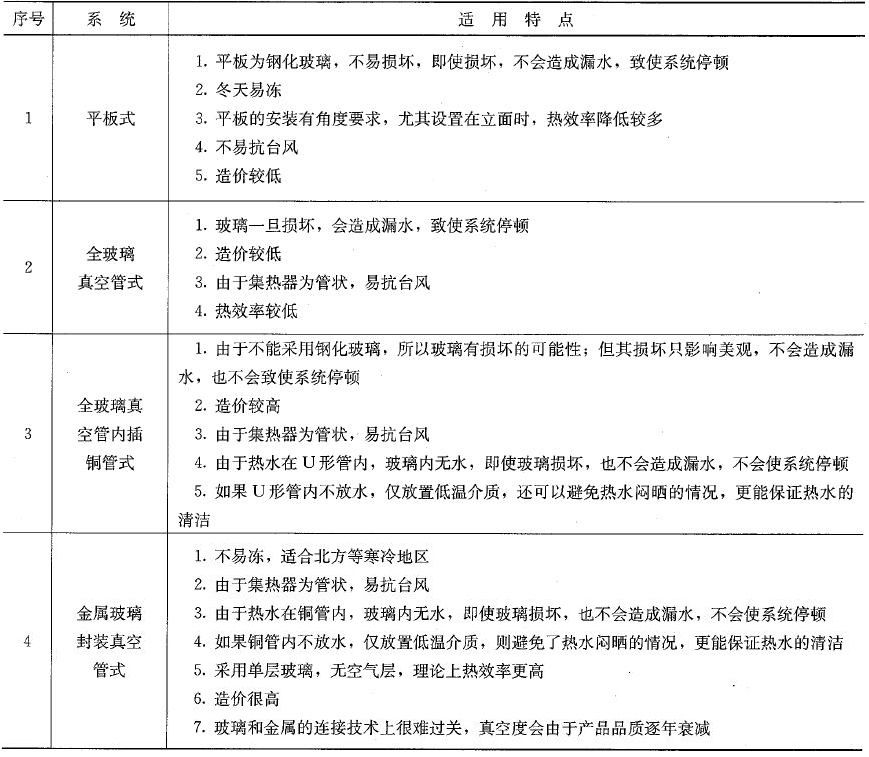 序号 系 统 适 用 特 点
1 平板式
1. 平板为钢化玻璃，不易损坏，即使损坏，不会造成漏水，致使系统停顿
2. 冬天易冻
3. 平板的安装有角度要求，尤其设置在立面时，热效率降低较多
4. 不易抗台风
5. 造价较低
2 全玻璃
真空管式
1. 玻璃一旦损坏，会造成漏水，致使系统停顿
2. 造价较低
3. 由于集热器为管状，易抗台风
4. 热效率较低
3 全玻璃真
空管内插
铜管式
1. 由于不能采用钢化玻璃，所以玻璃有损坏的可能性；但其损坏只影响美观，不会造成漏
水，也不会致使系统停顿
2. 造价较高
3. 由于集热器为管状，易抗台风
4. 由于热水在U形管内，玻璃内无水，即使玻璃损坏，也不会造成漏水，不会使系统停顿
5. 如果U形管内不放水，仅放置低温介质，还可以避免热水闷晒的情况，更能保证热水的
清洁
4 金属玻璃
封装真空
管式
1. 不易冻，适合北方等寒冷地区
2. 由于集热器为管状，易抗台风
3. 由于热水在铜管内，玻璃内无水，即使玻璃损坏，也不会造成漏水，不会使系统停顿
4. 如果铜管内不放水，仅放置低温介质，则避免了热水闷晒的情况，更能保证热水的清洁
5. 采用单层玻璃，无空气层，理论上热效率更高
6. 造价很高
7. 玻璃和金属的连接技术上很难过关，真空度会由于产品品质逐年衰减